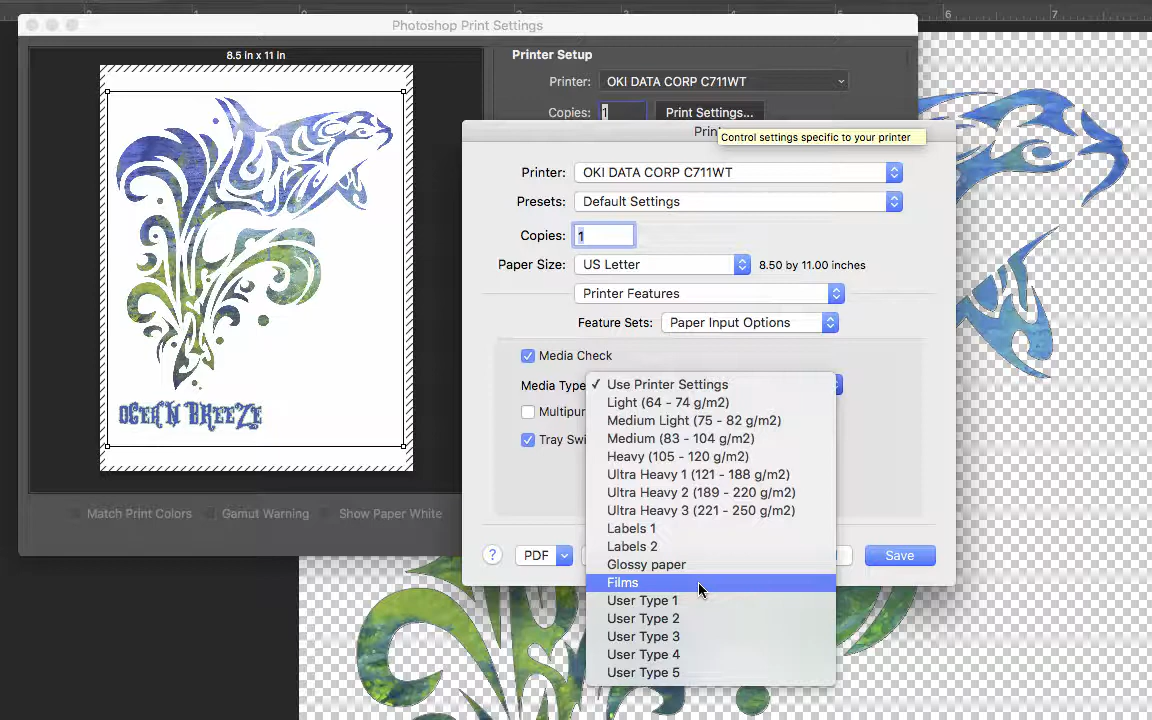 Photoshop Print Settings
6
7
8.5 in x 11 in
Printer Setup
Printer: OKI DATA CORP C711WT
Copies: 1 Print Settings...
Control settings specific to your printer
Printer: OKI DATA CORP C711WT
Presets: Default Settings
Copies: 1
Paper Size: US Letter 8.50 by 11.00 inches
Printer Features
Feature Sets: Paper Input Options
Media Check
Media Type
Use Printer Settings
Light (64 - 74 g/m2)
Medium Light (75 - 82 g/m2)
Medium (83 - 104 g/m2)
Heavy (105 - 120 g/m2)
Ultra Heavy 1 (121 - 188 g/m2)
Ultra Heavy 2 (189 - 220 g/m2)
Ultra Heavy 3 (221 - 250 g/m2)
Labels 1
Labels 2
Glossy paper
Films
User Type 1
User Type 2
User Type 3
User Type 4
User Type 5
OCEA'N BREEZE
Match Print Colors Gamut Warning Show Paper White
? PDF Save